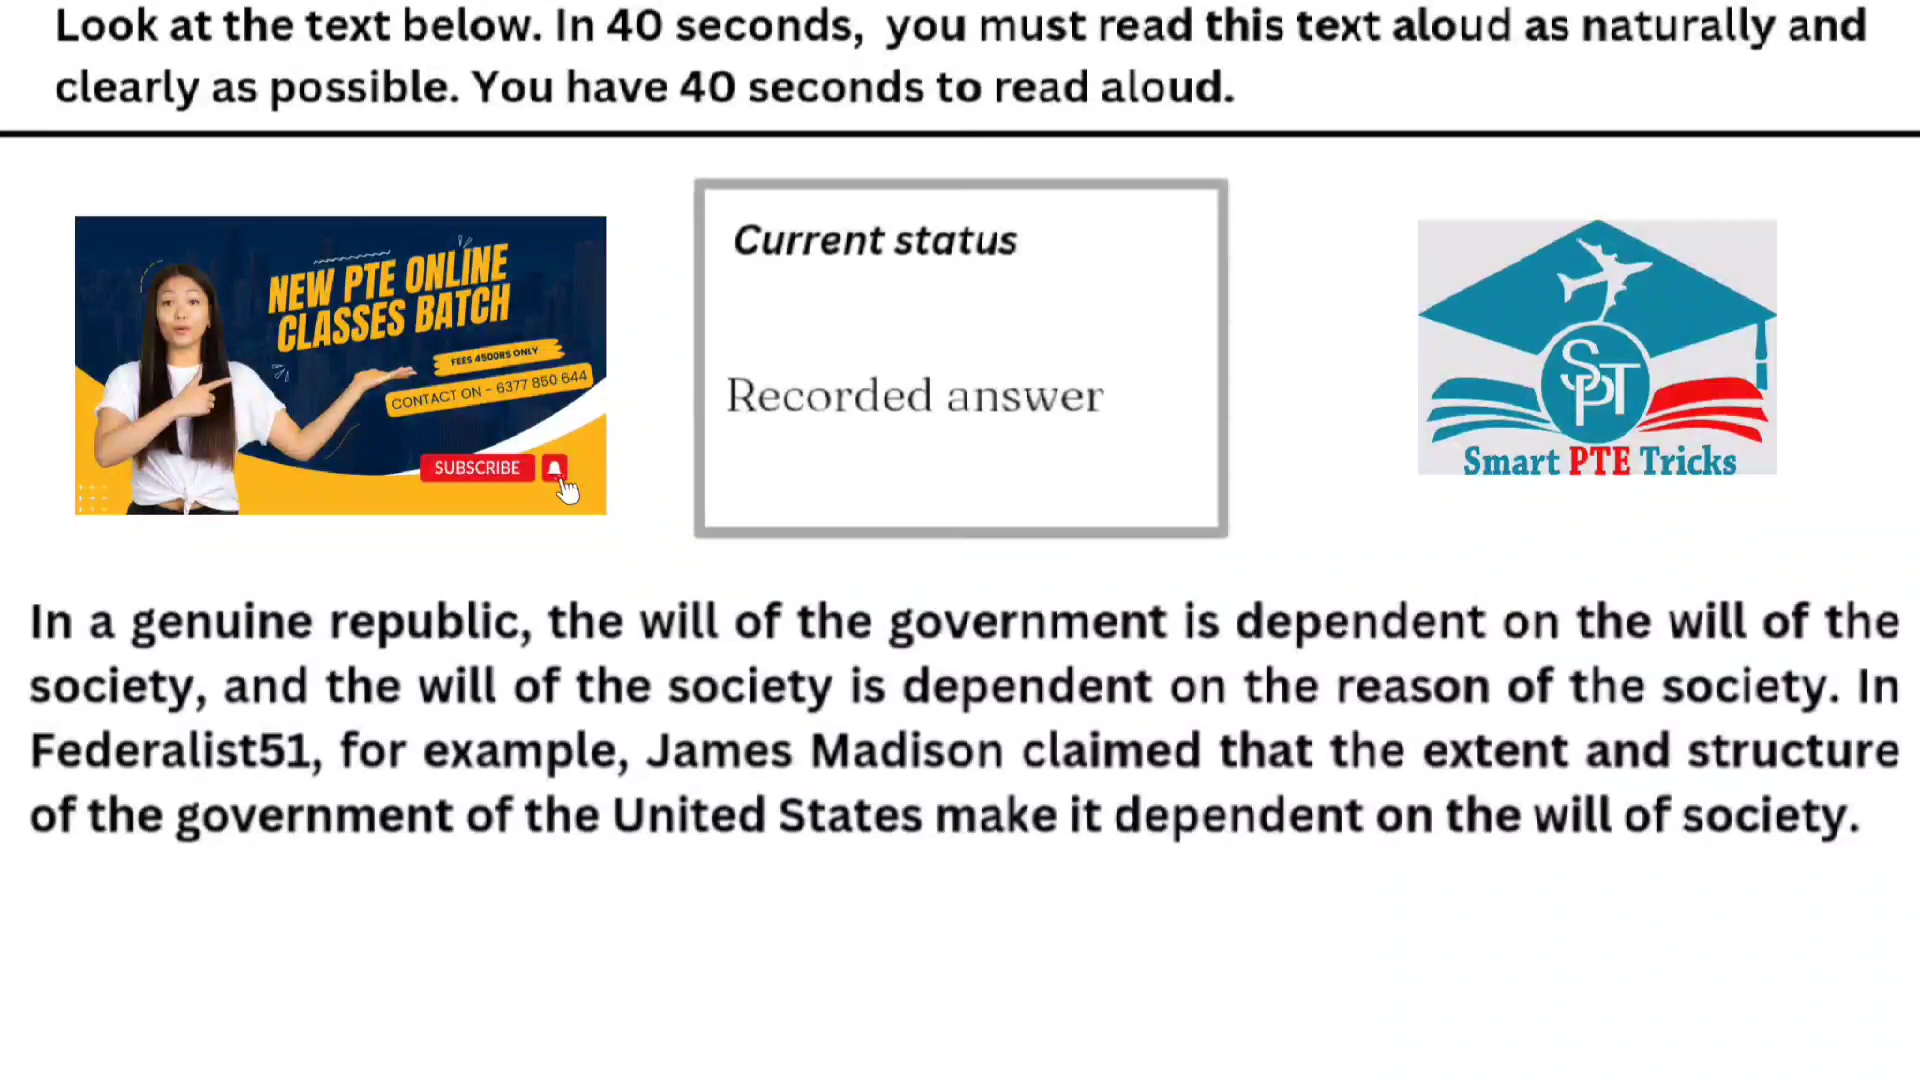 Look at the text below. In 40 seconds, you must read this text aloud as naturally and
clearly as possible. You have 40 seconds to read aloud.
NEW PTE ONLINE
CLASSES BATCH
FEES 4500RS ONLY
CONTACT ON - 6377 850 644
SUBSCRIBE
Current status
Recorded answer
SPT
Smart PTE Tricks
In a genuine republic, the will of the government is dependent on the will of the
society, and the will of the society is dependent on the reason of the society. In
Federalist51, for example, James Madison claimed that the extent and structure
of the government of the United States make it dependent on the will of society.